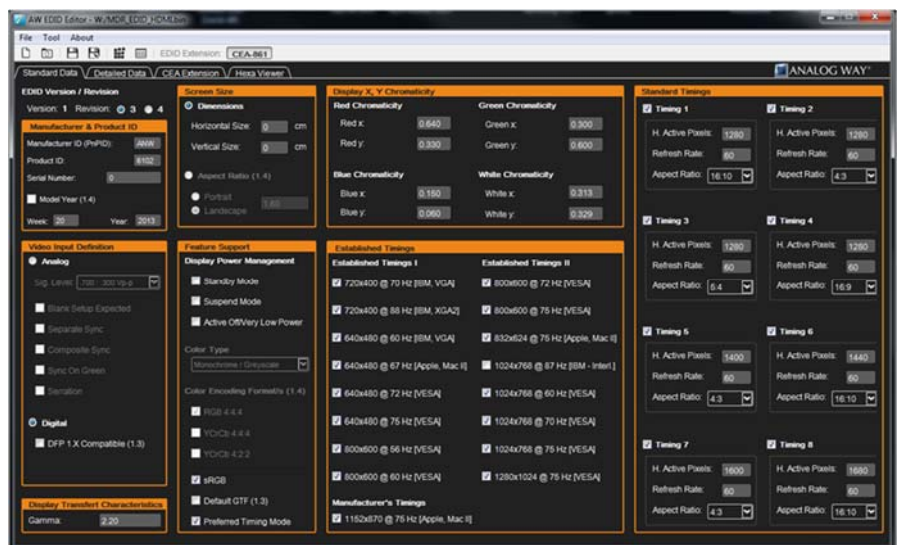 AW EDID Editor - W:/MDR_EDID_HDMI.bin
File Tool About
EDID Extension: CEA-861
Standard Data Detailed Data CEA Extension Hexa Viewer
ANALOG WAY
EDID Version / Revision
Version: 1 Revision: 3 4
Manufacturer & Product ID
Manufacturer ID (PnPID): ANW
Product ID: 6102
Serial Number: 0
Model Year (1.4)
Week: 20 Year: 2013
Video Input Definition
Analog
Sig. Level: .700 : .300 Vp-p
Blank Setup Expected
Separate Sync
Composite Sync
Sync On Green
Serration
Digital
DFP 1.X Compatible (1.3)
Display Transfert Characteristics
Gamma: 2.20
Screen Size
Dimensions
Horizontal Size: 0 cm
Vertical Size: 0 cm
Aspect Ratio (1.4)
Portrait
Landscape
1.60
Feature Support
Display Power Management
Standby Mode
Suspend Mode
Active Off/Very Low Power
Color Type
Monochrome / Greyscale
Color Encoding Format/s (1.4)
RGB 4:4:4
YCrCb 4:4:4
YCrCb 4:2:2
sRGB
Default GTF (1.3)
Preferred Timing Mode
Display X, Y Chromaticity
Red Chromaticity
Red x: 0.640
Red y: 0.330
Green Chromaticity
Green x: 0.300
Green y: 0.600
Blue Chromaticity
Blue x: 0.150
Blue y: 0.060
White Chromaticity
White x: 0.313
White y: 0.329
Established Timings
Established Timings I
720x400 @ 70 Hz [IBM, VGA]
720x400 @ 88 Hz [IBM, XGA2]
640x480 @ 60 Hz [IBM, VGA]
640x480 @ 67 Hz [Apple, Mac II]
640x480 @ 72 Hz [VESA]
640x480 @ 75 Hz [VESA]
800x600 @ 56 Hz [VESA]
800x600 @ 60 Hz [VESA]
Established Timings II
800x600 @ 72 Hz [VESA]
800x600 @ 75 Hz [VESA]
832x624 @ 75 Hz [Apple, Mac II]
1024x768 @ 87 Hz [IBM - Interl.]
1024x768 @ 60 Hz [VESA]
1024x768 @ 70 Hz [VESA]
1024x768 @ 75 Hz [VESA]
1280x1024 @ 75 Hz [VESA]
Manufacturer's Timings
1152x870 @ 75 Hz [Apple, Mac II]
Standard Timings
Timing 1
H. Active Pixels: 1280
Refresh Rate: 60
Aspect Ratio: 16:10
Timing 2
H. Active Pixels: 1280
Refresh Rate: 60
Aspect Ratio: 4:3
Timing 3
H. Active Pixels: 1280
Refresh Rate: 60
Aspect Ratio: 5:4
Timing 4
H. Active Pixels: 1280
Refresh Rate: 60
Aspect Ratio: 16:9
Timing 5
H. Active Pixels: 1400
Refresh Rate: 60
Aspect Ratio: 4:3
Timing 6
H. Active Pixels: 1440
Refresh Rate: 60
Aspect Ratio: 16:10
Timing 7
H. Active Pixels: 1600
Refresh Rate: 60
Aspect Ratio: 4:3
Timing 8
H. Active Pixels: 1680
Refresh Rate: 60
Aspect Ratio: 16:10